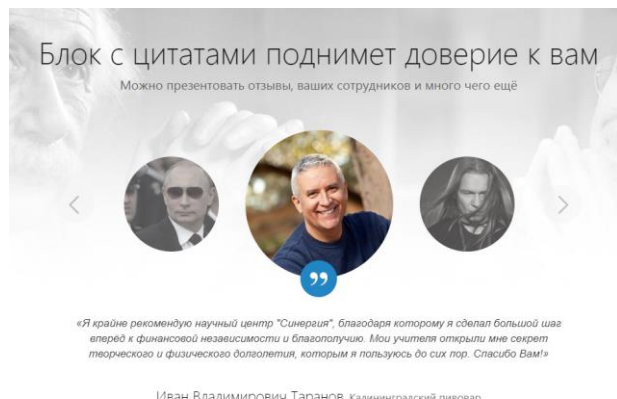 Блок с цитатами поднимет доверие к вам
Можно презентовать отзывы, ваших сотрудников и много чего ещё
«Я крайне рекомендую научный центр "Синергия", благодаря которому я сделал большой шаг
вперёд к финансовой независимости и благополучию. Мои учителя открыли мне секрет
творческого и физического долголетия, которым я пользуюсь до сих пор. Спасибо Вам!»
Иван Владимирович Таранов Калининградский пивовар